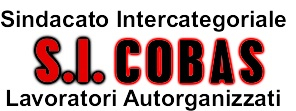 Sindacato Intercategoriale
S.I. COBAS
Lavoratori Autorganizzati